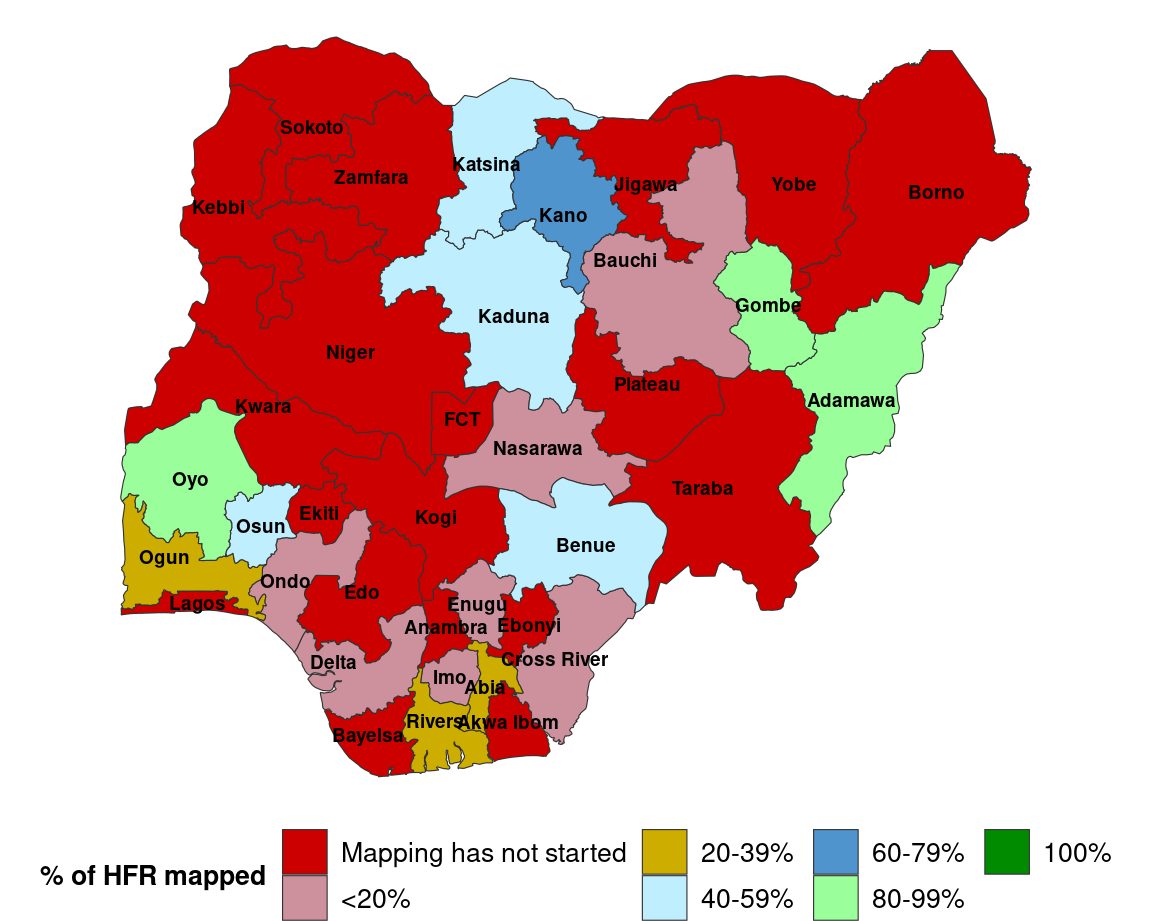 Sokoto
Katsina
Zamfara
Jigawa
Yobe
Borno
Kebbi
Kano
Bauchi
Gombe
Kaduna
Niger
Plateau
Adamawa
Kwara
FCT
Nasarawa
Oyo
Taraba
Ekiti
Kogi
Osun
Benue
Ogun
Ondo
Edo
Lagos
Enugu
Anambra
Ebonyi
Delta
Cross River
Imo
Abia
Rivers
Akwa Ibom
Bayelsa
% of HFR mapped
Mapping has not started
<20%
20-39%
40-59%
60-79%
80-99%
100%